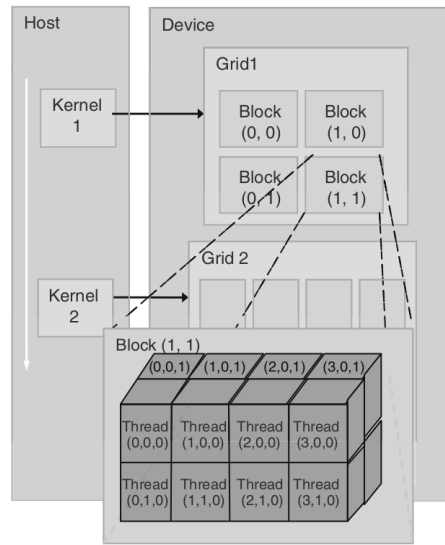 Host
Device
Grid1
Kernel
1
Block
(0, 0)
Block
(1, 0)
Block
(0, 1)
Block
(1, 1)
Grid 2
Kernel
2
Block (1, 1)
(0,0,1) (1,0,1) (2,0,1) (3,0,1)
Thread
(0,0,0)
Thread
(1,0,0)
Thread
(2,0,0)
Thread
(3,0,0)
Thread
(0,1,0)
Thread
(1,1,0)
Thread
(2,1,0)
Thread
(3,1,0)